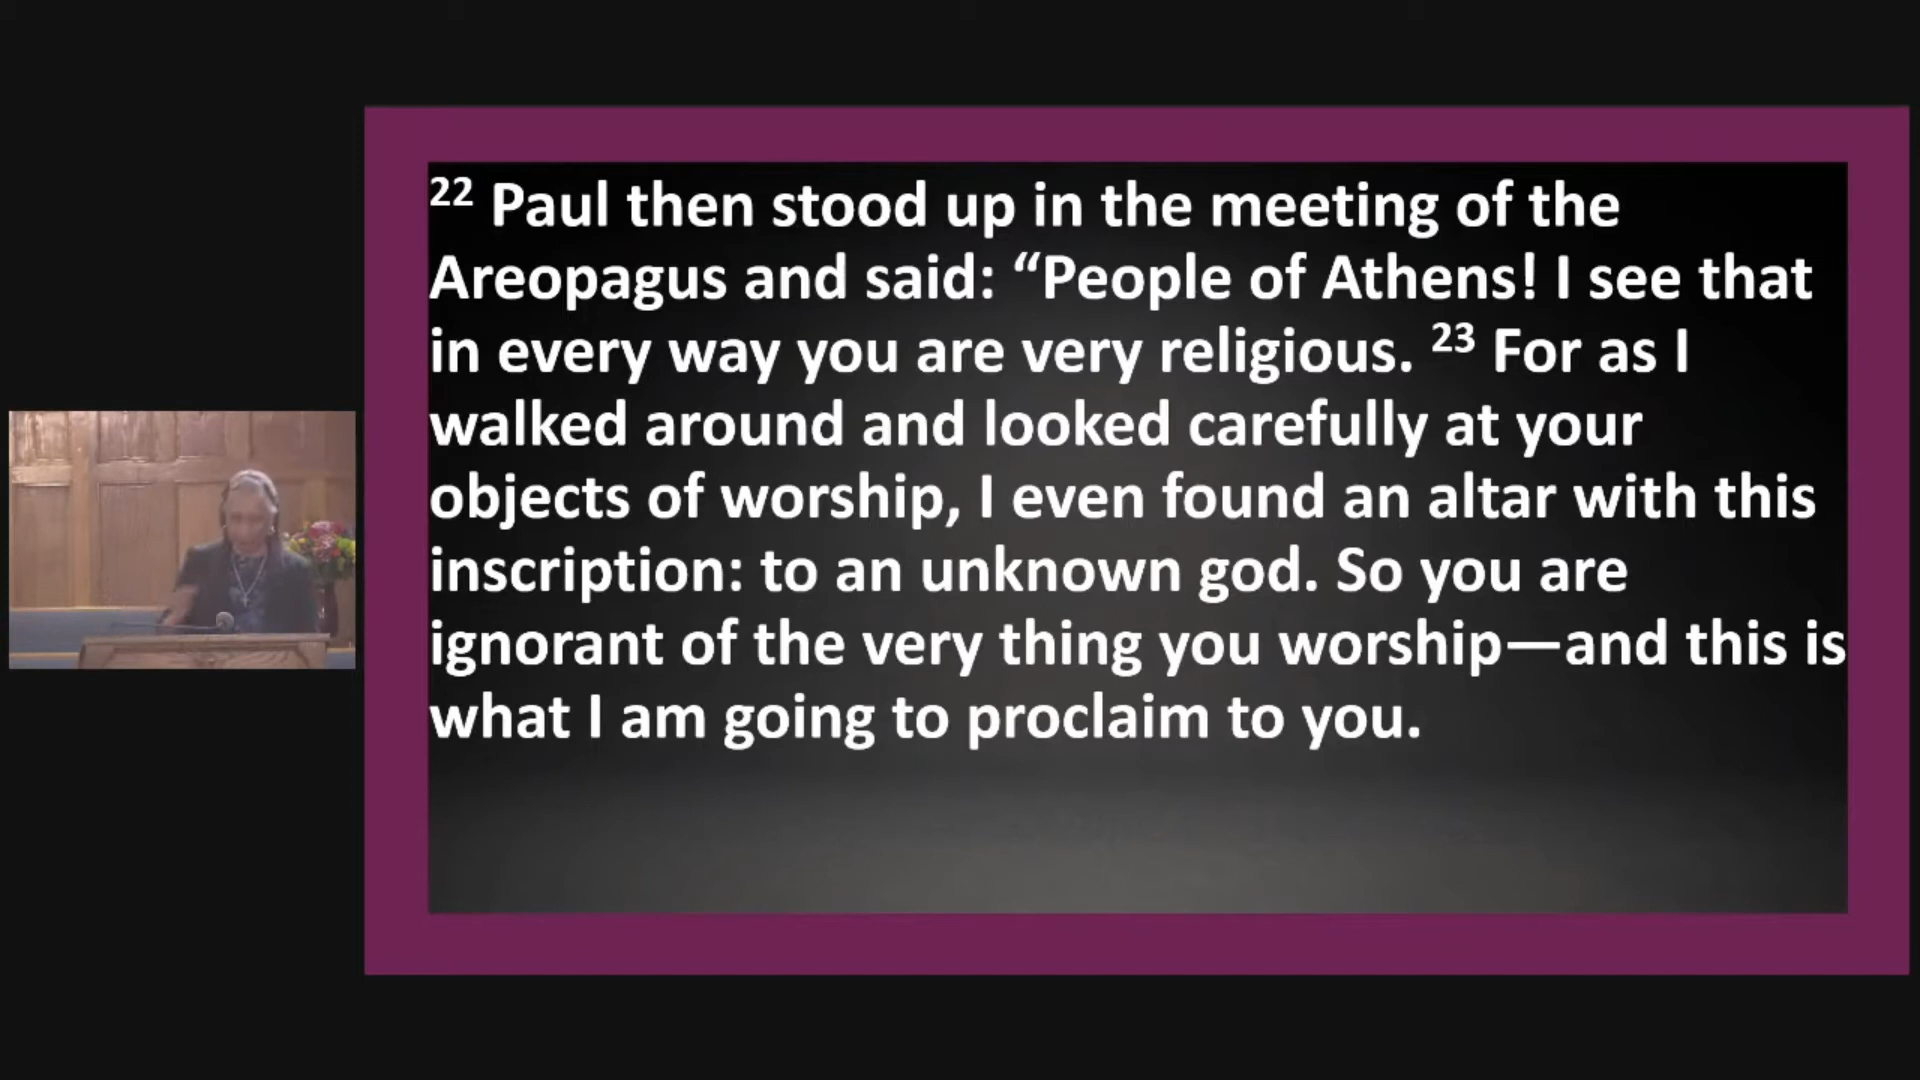 22 Paul then stood up in the meeting of the
Areopagus and said: “People of Athens! I see that
in every way you are very religious. 23 For as I
walked around and looked carefully at your
objects of worship, I even found an altar with this
inscription: to an unknown god. So you are
ignorant of the very thing you worship—and this is
what I am going to proclaim to you.